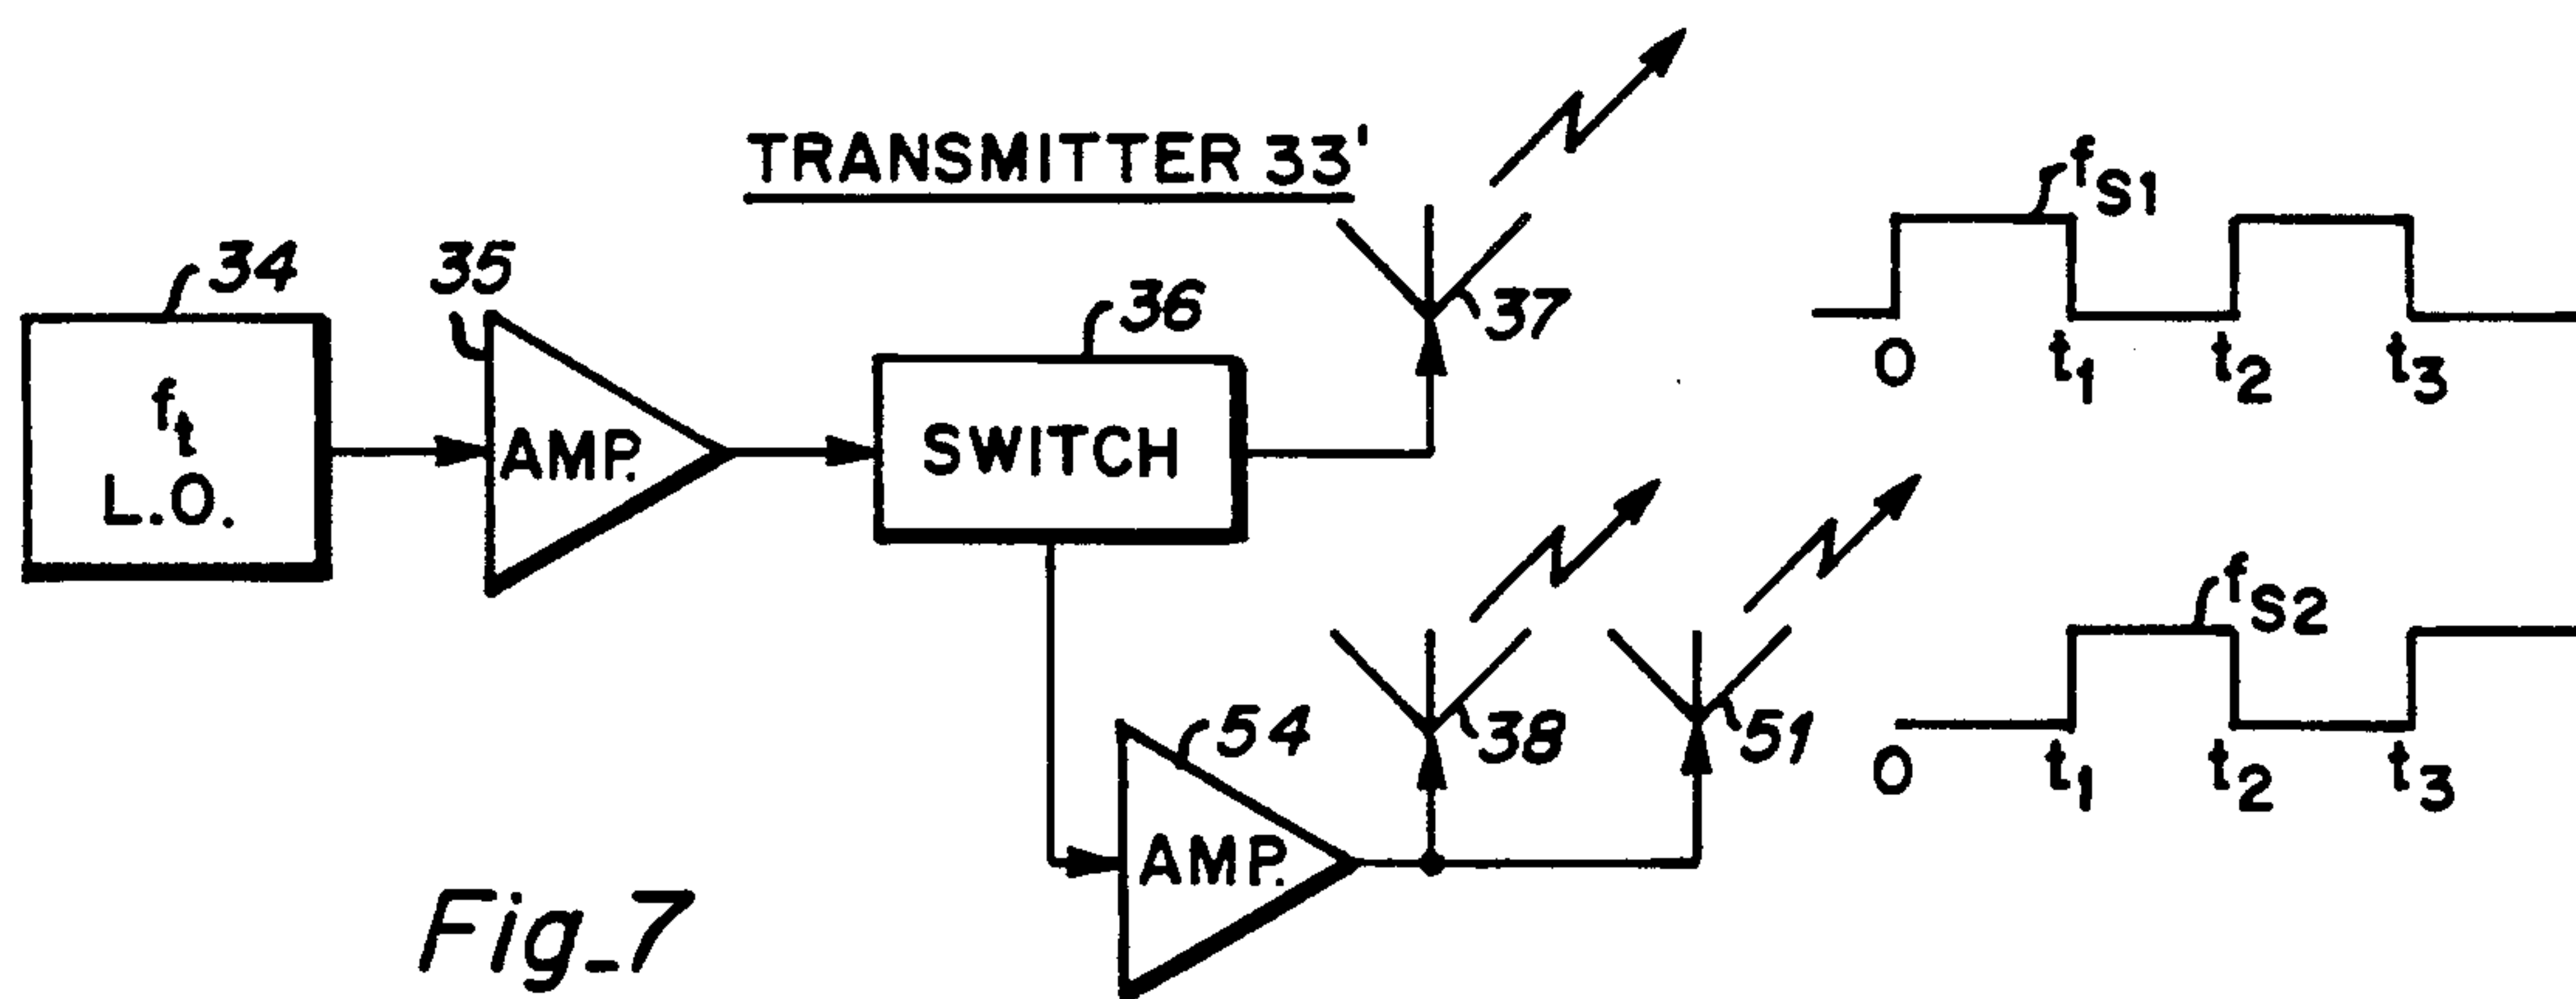 TRANSMITTER 33'
34
f_t
L.O.
35
AMP.
36
SWITCH
37
f_S1
0 t_1 t_2 t_3
54
AMP.
38
51
f_S2
0 t_1 t_2 t_3
Fig_7